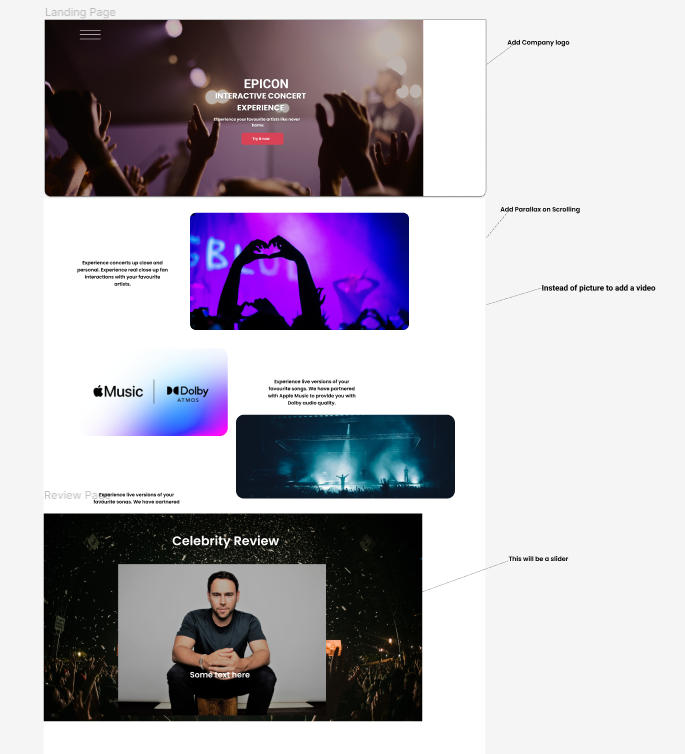 Landing Page
Add Company logo
EPICON
INTERACTIVE CONCERT
EXPERIENCE
Experience your favourite artists like never
Try it now
Add Parallax on Scrolling
Experience concerts up close and
personal. Experience real close up fan
interactions with your favourite
artists.
Instead of picture to add a video
Music
Dolby
ATMOS
Experience live versions of your
favourite songs. We have partnered
with Apple Music to provide you with
Dolby audio quality.
Review Page
Experience live versions of your
favourite songs. We have partnered
Celebrity Review
This will be a slider
Some text here